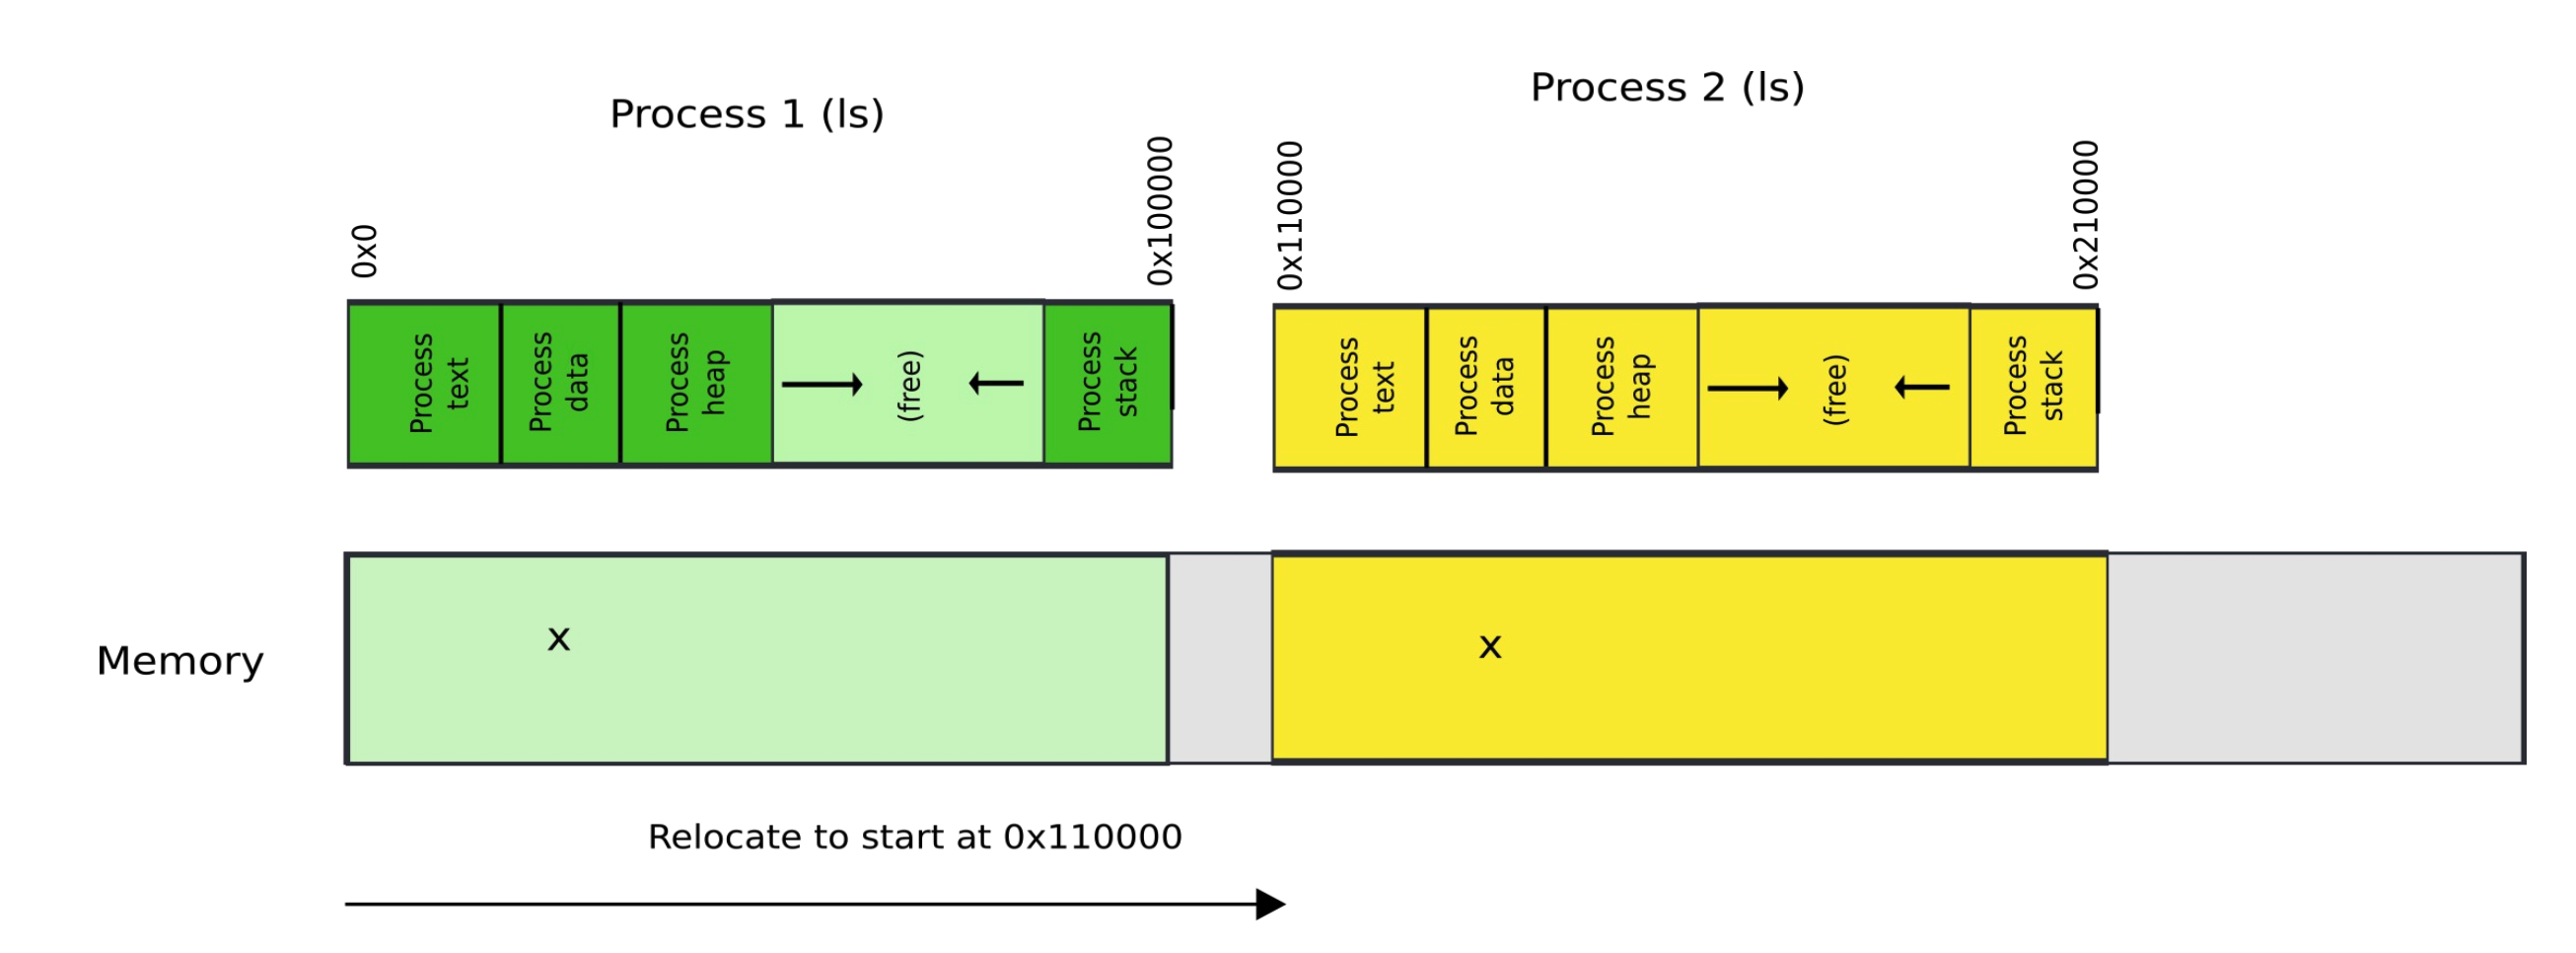 Process 1 (ls)
Process 2 (ls)
0x0
0x100000
0x110000
0x210000
Process
text
Process
data
Process
heap
(free)
Process
stack
Process
text
Process
data
Process
heap
(free)
Process
stack
Memory
x
x
Relocate to start at 0x110000